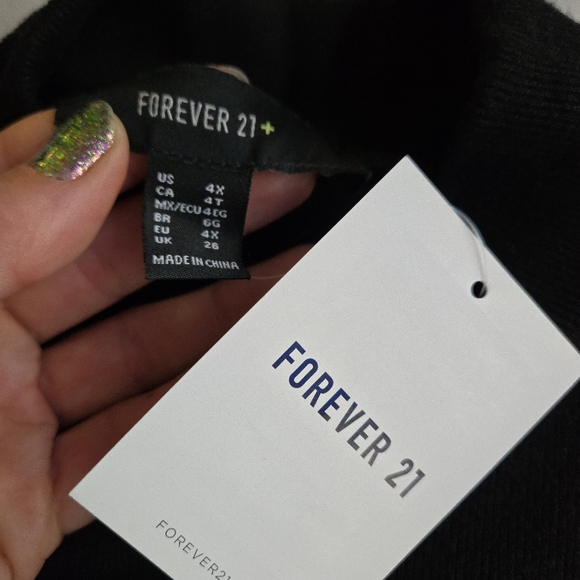 FOREVER 21+
US 4X
CA 4T
MX/ECU 4EG
BR 6G
EU 4X
UK 26
MADE IN CHINA
FOREVER 21
FOREVER21